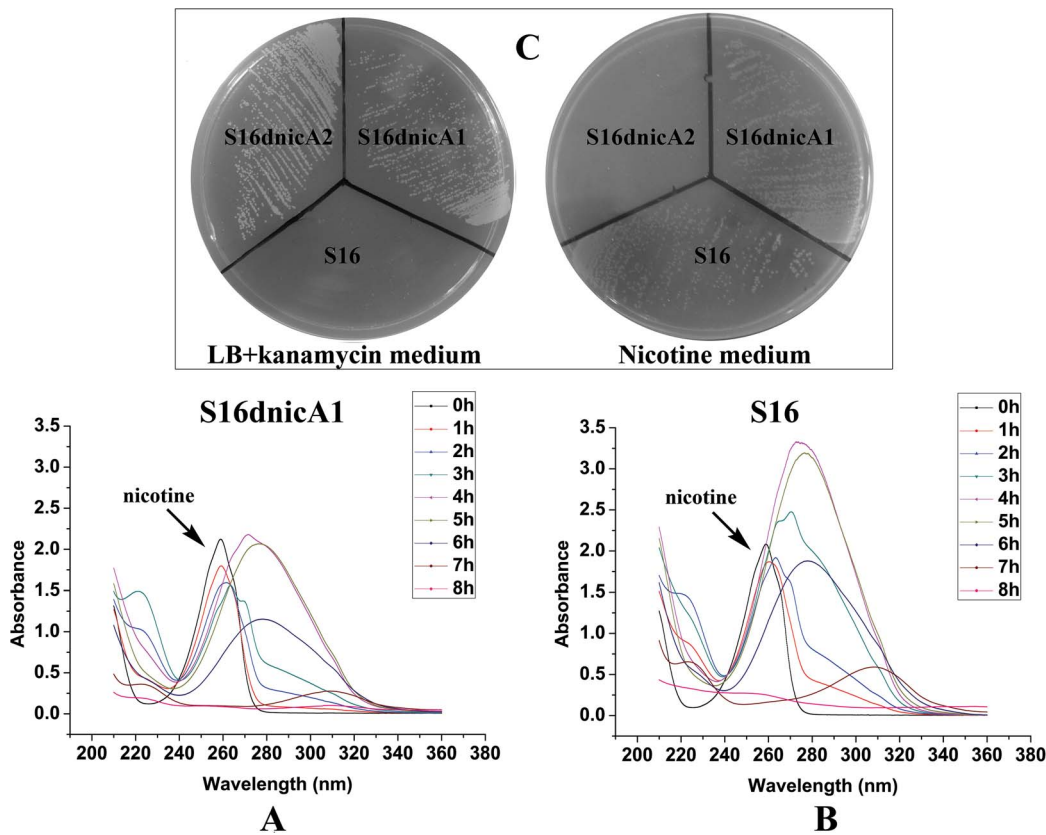 C
S16dnicA2
S16dnicA1
S16
S16dnicA2
S16dnicA1
S16
LB+kanamycin medium
Nicotine medium
S16dnicA1
nicotine
0h
1h
2h
3h
4h
5h
6h
7h
8h
Absorbance
3.5
3.0
2.5
2.0
1.5
1.0
0.5
0.0
200 220 240 260 280 300 320 340 360 380
Wavelength (nm)
A
S16
nicotine
0h
1h
2h
3h
4h
5h
6h
7h
8h
Absorbance
3.5
3.0
2.5
2.0
1.5
1.0
0.5
0.0
200 220 240 260 280 300 320 340 360 380
Wavelength (nm)
B